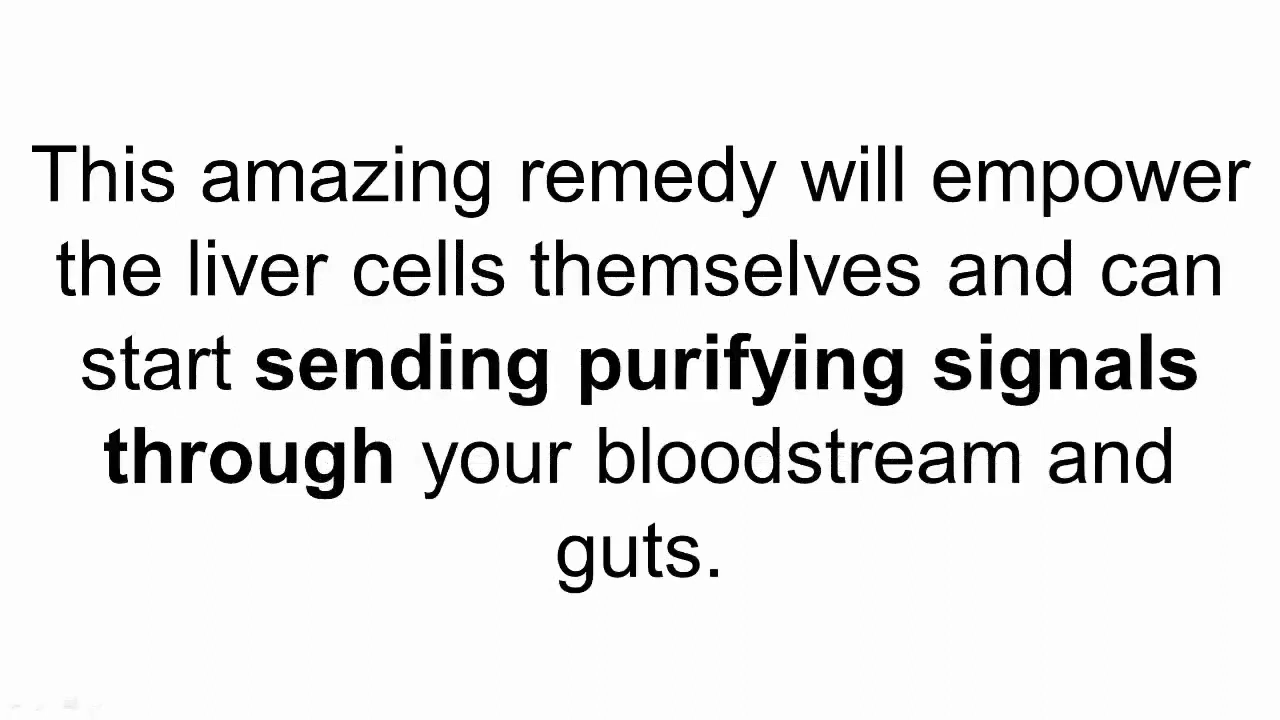 This amazing remedy will empower
the liver cells themselves and can
start sending purifying signals
through your bloodstream and
guts.